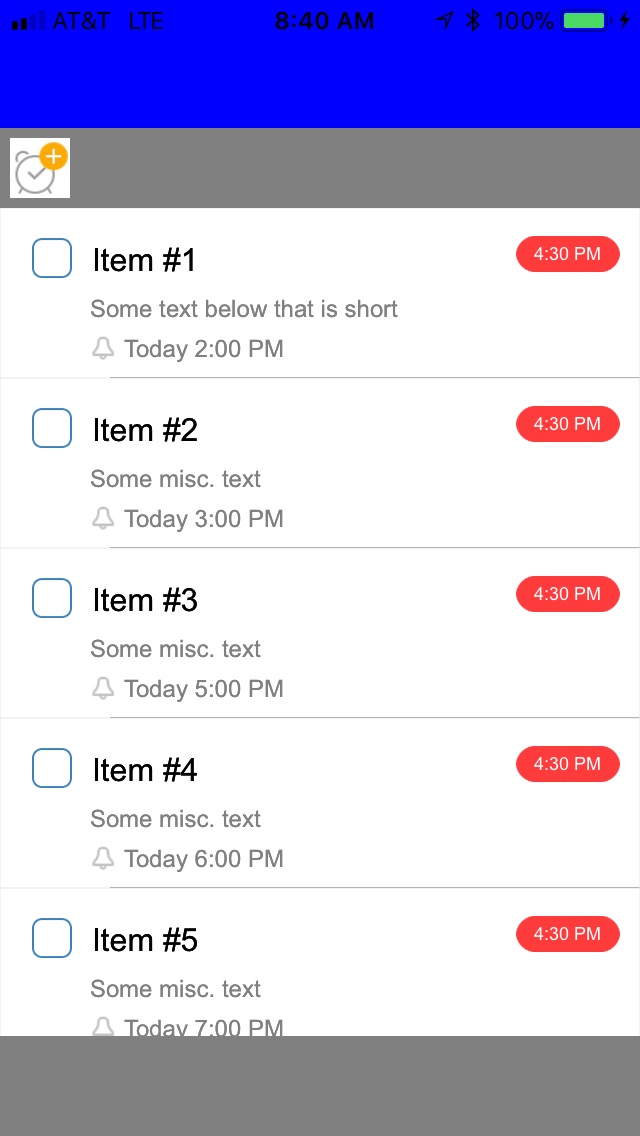 AT&T LTE 8:40 AM 100%
Item #1 4:30 PM
Some text below that is short
Today 2:00 PM
Item #2 4:30 PM
Some misc. text
Today 3:00 PM
Item #3 4:30 PM
Some misc. text
Today 5:00 PM
Item #4 4:30 PM
Some misc. text
Today 6:00 PM
Item #5 4:30 PM
Some misc. text
Today 7:00 PM